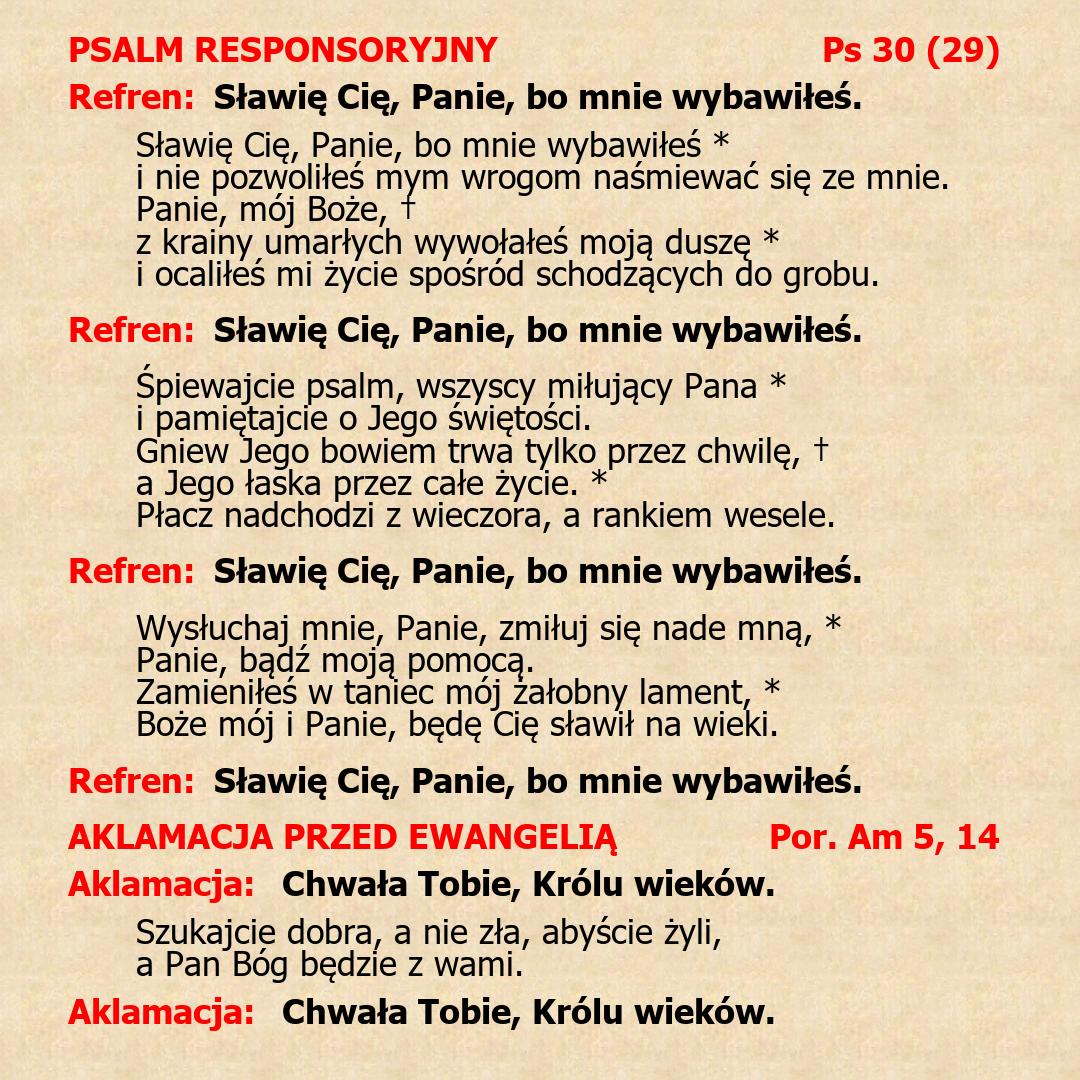 PSALM RESPONSORYJNY Ps 30 (29)
Refren: Sławię Cię, Panie, bo mnie wybawiłeś.
Sławię Cię, Panie, bo mnie wybawiłeś *
i nie pozwoliłeś mym wrogom naśmiewać się ze mnie.
Panie, mój Boże, †
z krainy umarłych wywołałeś moją duszę *
i ocaliłeś mi życie spośród schodzących do grobu.
Refren: Sławię Cię, Panie, bo mnie wybawiłeś.
Śpiewajcie psalm, wszyscy miłujący Pana *
i pamiętajcie o Jego świętości.
Gniew Jego bowiem trwa tylko przez chwilę, †
a Jego łaska przez całe życie. *
Płacz nadchodzi z wieczora, a rankiem wesele.
Refren: Sławię Cię, Panie, bo mnie wybawiłeś.
Wysłuchaj mnie, Panie, zmiłuj się nade mną, *
Panie, bądź moją pomocą.
Zamieniłeś w taniec mój żałobny lament, *
Boże mój i Panie, będę Cię sławił na wieki.
Refren: Sławię Cię, Panie, bo mnie wybawiłeś.
AKLAMACJA PRZED EWANGELIĄ Por. Am 5, 14
Aklamacja: Chwała Tobie, Królu wieków.
Szukajcie dobra, a nie zła, abyście żyli,
a Pan Bóg będzie z wami.
Aklamacja: Chwała Tobie, Królu wieków.